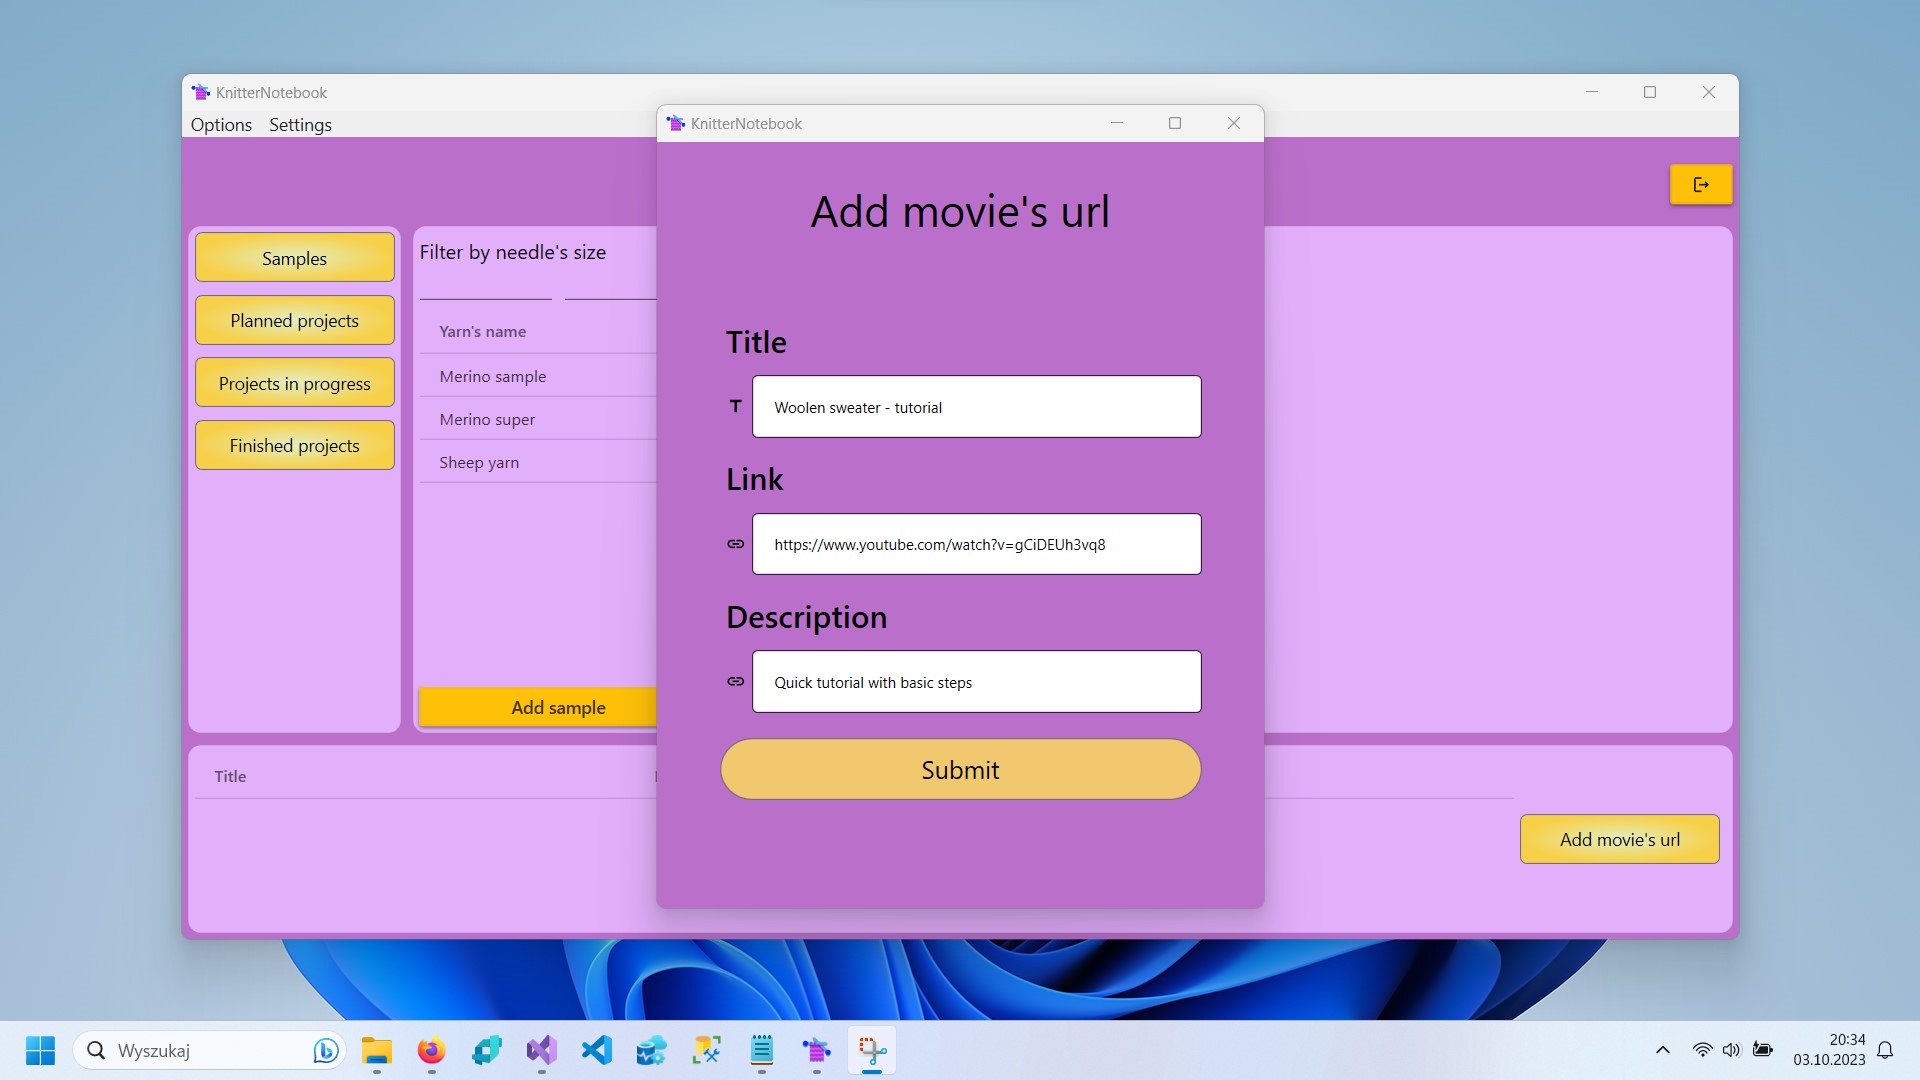 KnitterNotebook
Options Settings
KnitterNotebook
Add movie's url
Samples
Planned projects
Projects in progress
Finished projects
Filter by needle's size
Yarn's name
Merino sample
Merino super
Sheep yarn
Add sample
Title
Woolen sweater - tutorial
Link
https://www.youtube.com/watch?v=gCiDEUh3vq8
Description
Quick tutorial with basic steps
Submit
Title
Add movie's url
Wyszukaj
20:34
03.10.2023